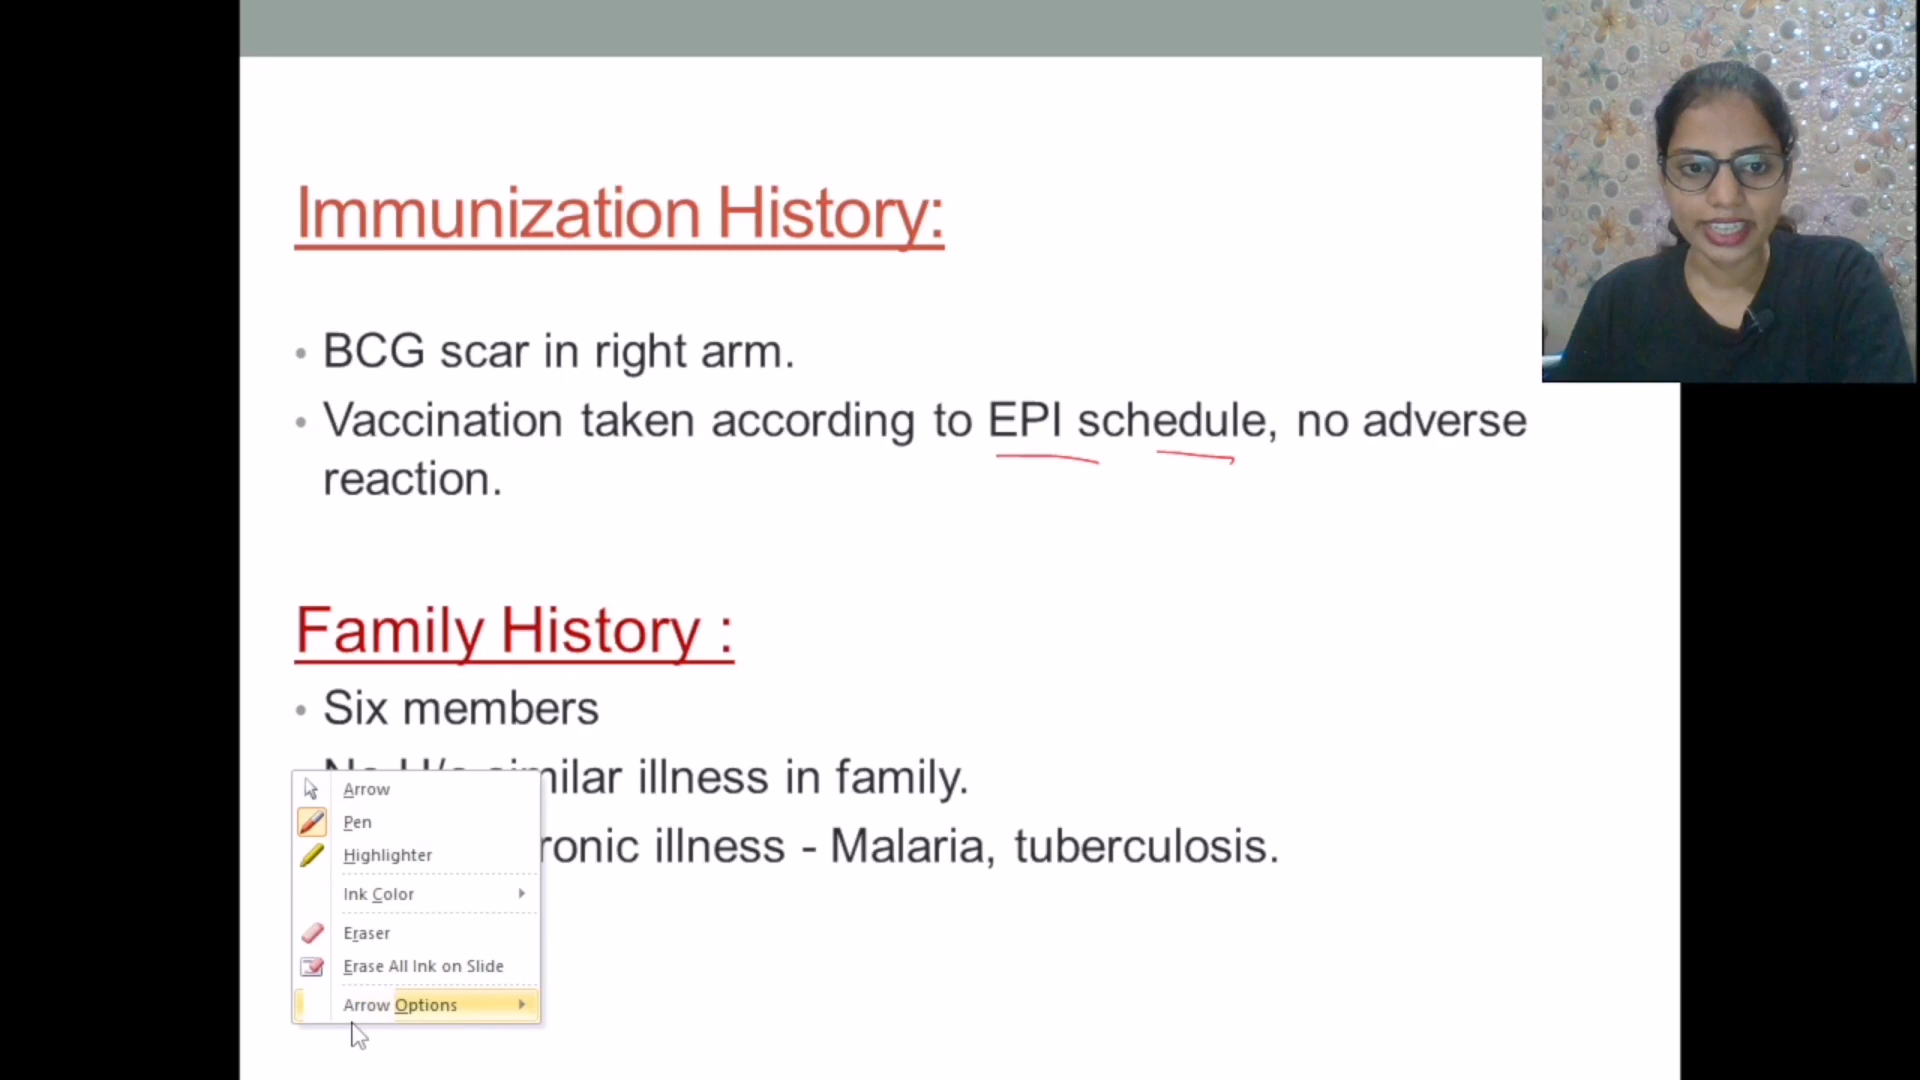 Immunization History:
• BCG scar in right arm.
• Vaccination taken according to EPI schedule, no adverse
reaction.
Family History :
• Six members
similar illness in family.
illness - Malaria, tuberculosis.
Arrow
Pen
Highlighter
Ink Color
Eraser
Erase All Ink on Slide
Arrow Options